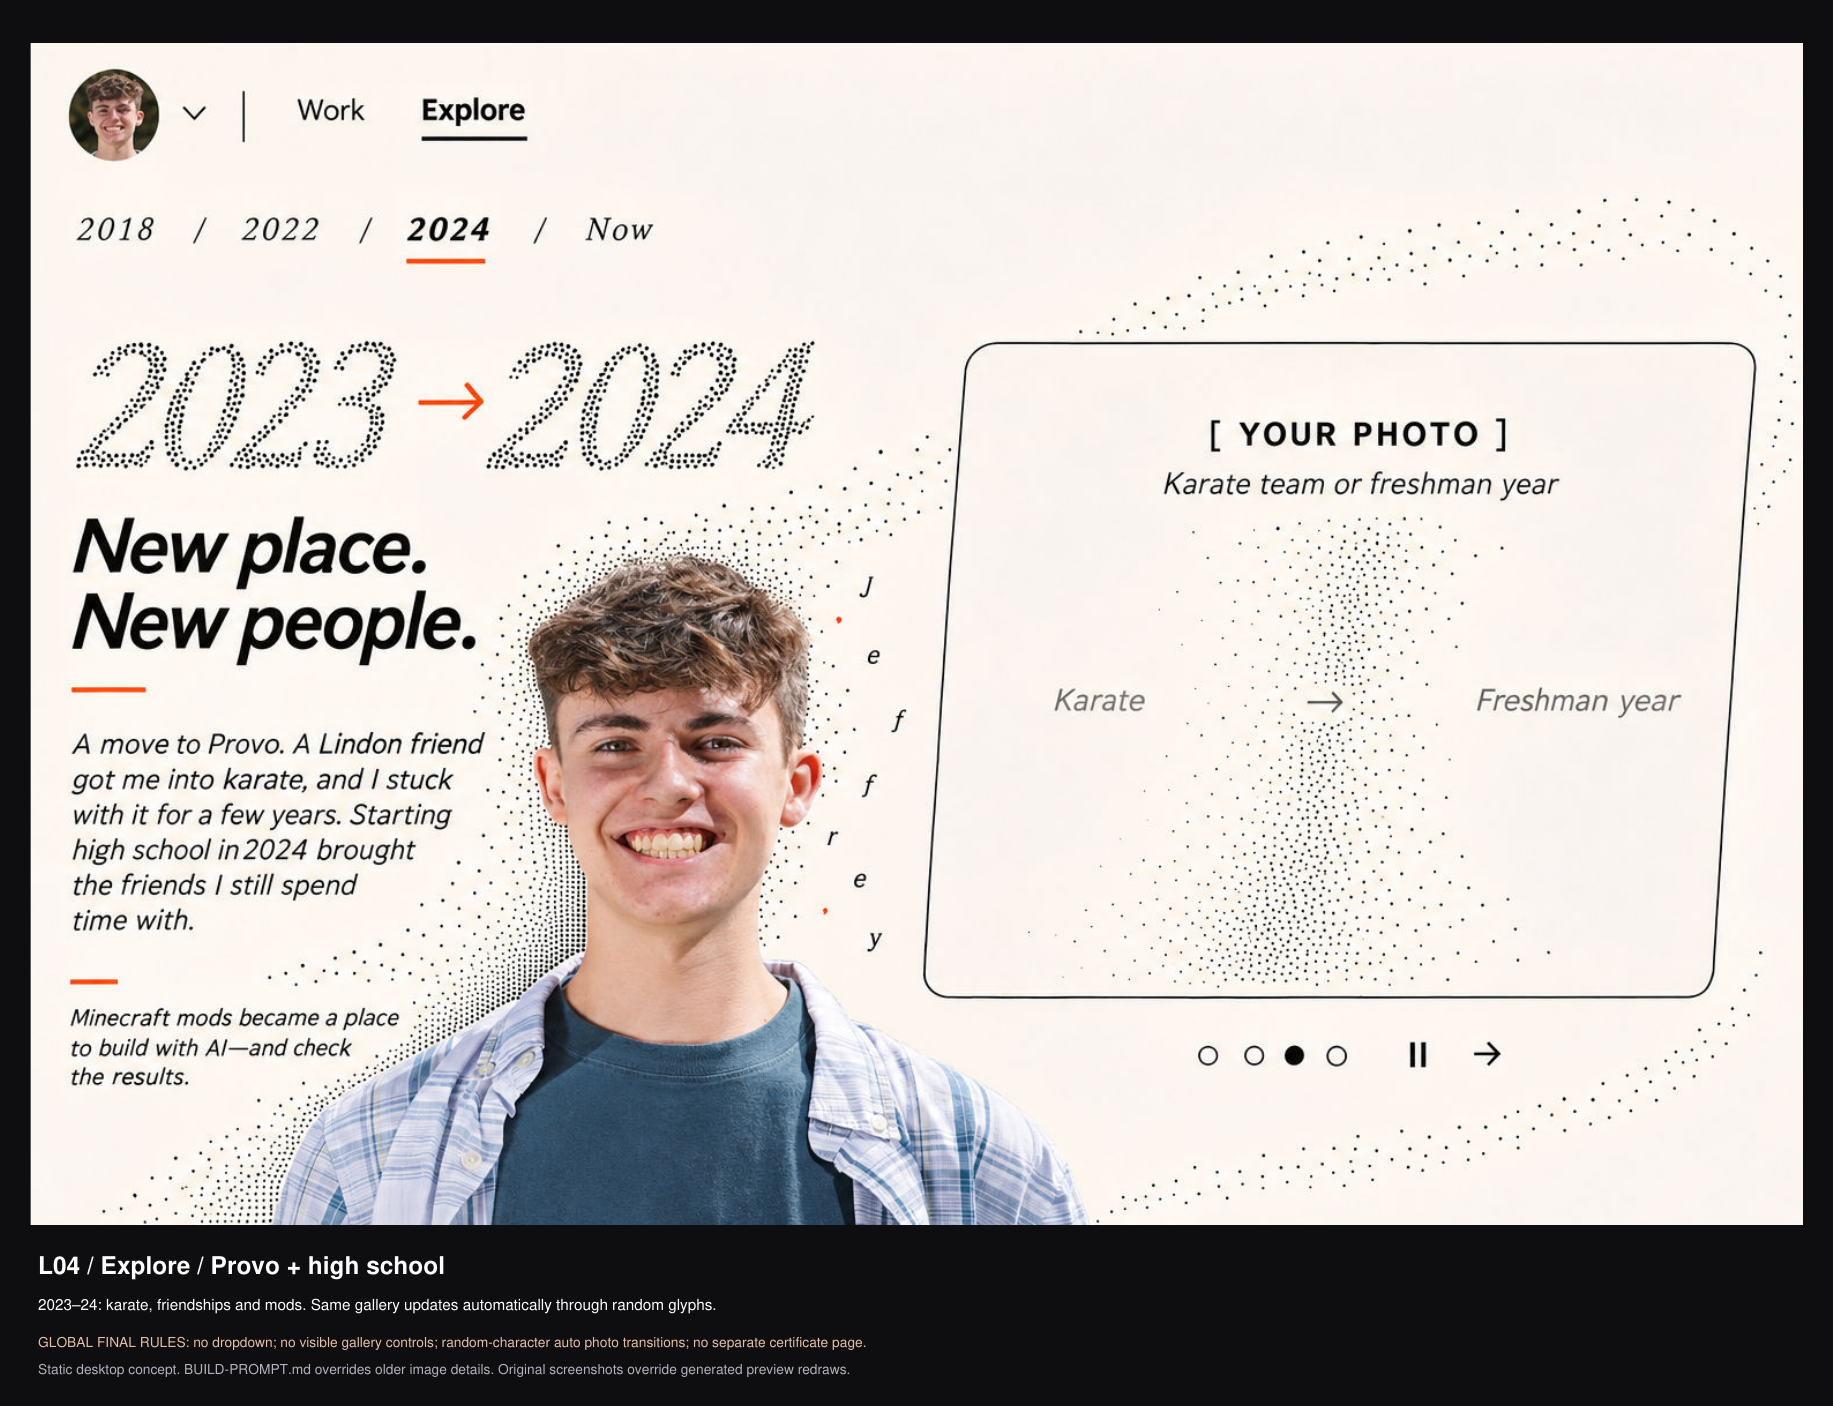 Work Explore
2018 / 2022 / 2024 / Now
2023 → 2024
New place.
New people.
A move to Provo. A Lindon friend
got me into karate, and I stuck
with it for a few years. Starting
high school in 2024 brought
the friends I still spend
time with.
Minecraft mods became a place
to build with AI—and check
the results.
J
e
f
f
r
e
y
[ YOUR PHOTO ]
Karate team or freshman year
Karate → Freshman year
L04 / Explore / Provo + high school
2023–24: karate, friendships and mods. Same gallery updates automatically through random glyphs.
GLOBAL FINAL RULES: no dropdown; no visible gallery controls; random-character auto photo transitions; no separate certificate page.
Static desktop concept. BUILD-PROMPT.md overrides older image details. Original screenshots override generated preview redraws.